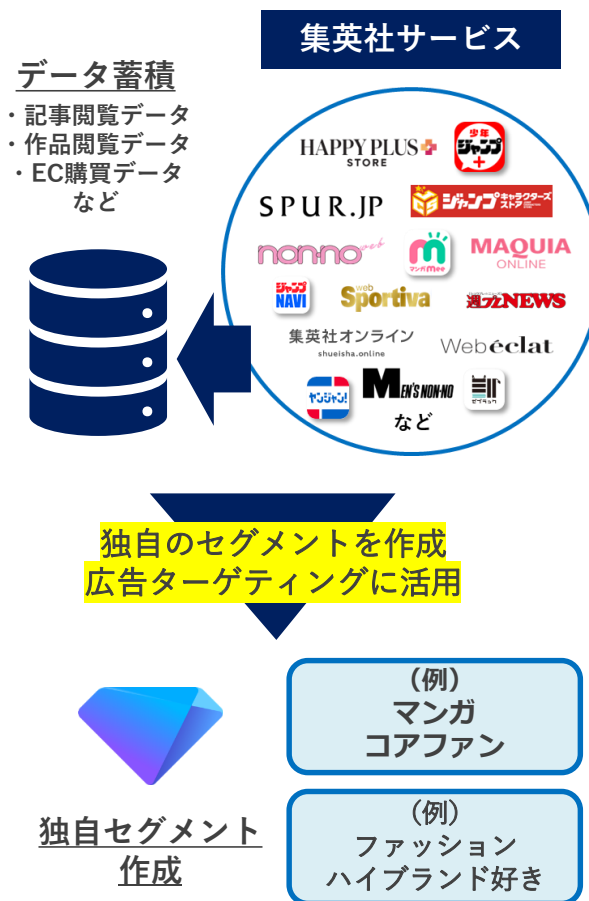 集英社サービス
データ蓄積
・記事閲覧データ
・作品閲覧データ
・EC購買データ
など
HAPPY PLUS
STORE
少年
ジャンプ
+
SPUR.JP
ジャンプキャラクターズ
ストア
non-no web
マンガMee
MAQUIA
ONLINE
ジャンプ
NAVI
web
Sportiva
週プレNEWS
集英社オンライン
shueisha.online
Web éclat
ヤンジャン!
MEN'S NON-NO
ゼブラック
など
独自のセグメントを作成
広告ターゲティングに活用
(例)
マンガ
コアファン
独自セグメント
作成
(例)
ファッション
ハイブランド好き